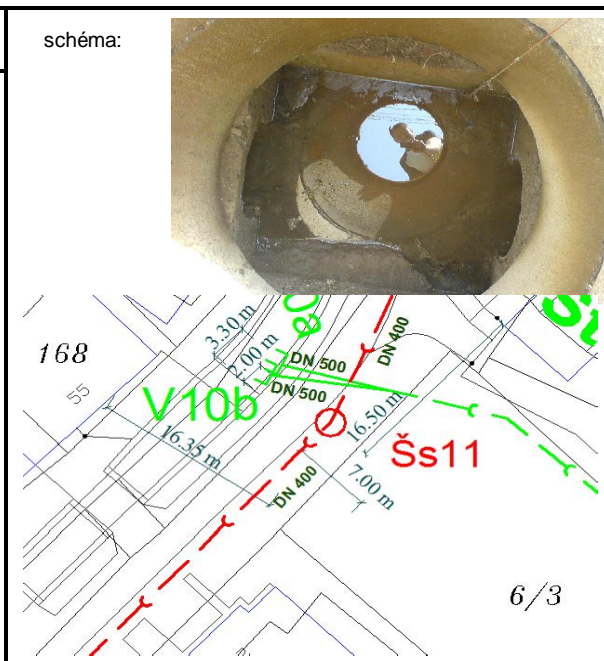 schéma:
3.30 m
2.00 m
DN 500
DN 500
DN 400
168
55
V10b
16.35 m
16.50 m
Šs11
DN 400
7.00 m
6/3